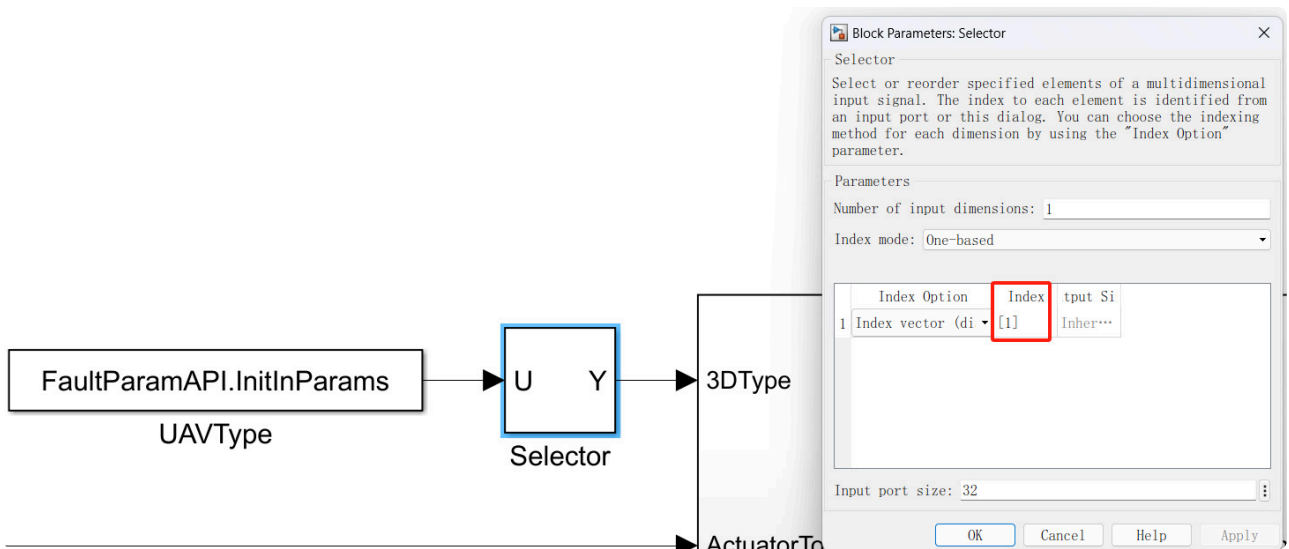 Block Parameters: Selector
Selector
Select or reorder specified elements of a multidimensional
input signal. The index to each element is identified from
an input port or this dialog. You can choose the indexing
method for each dimension by using the "Index Option"
parameter.
Parameters
Number of input dimensions: 1
Index mode: One-based
Index Option Index tput Si
1 Index vector (di [1] Inher···
Input port size: 32
OK Cancel Help Apply
FaultParamAPI.InitInParams
UAVType
U Y
Selector
3DType
ActuatorTo